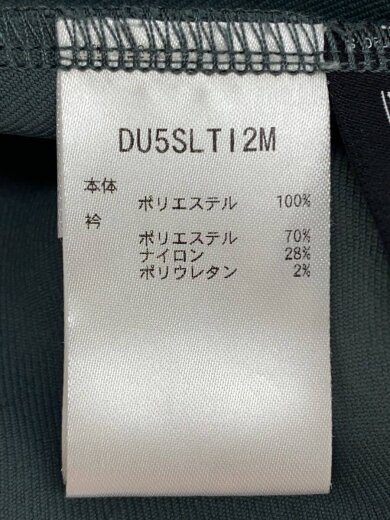 DU5SLTI2M
本体
ポリエステル 100%
衿
ポリエステル 70%
ナイロン 28%
ポリウレタン 2%